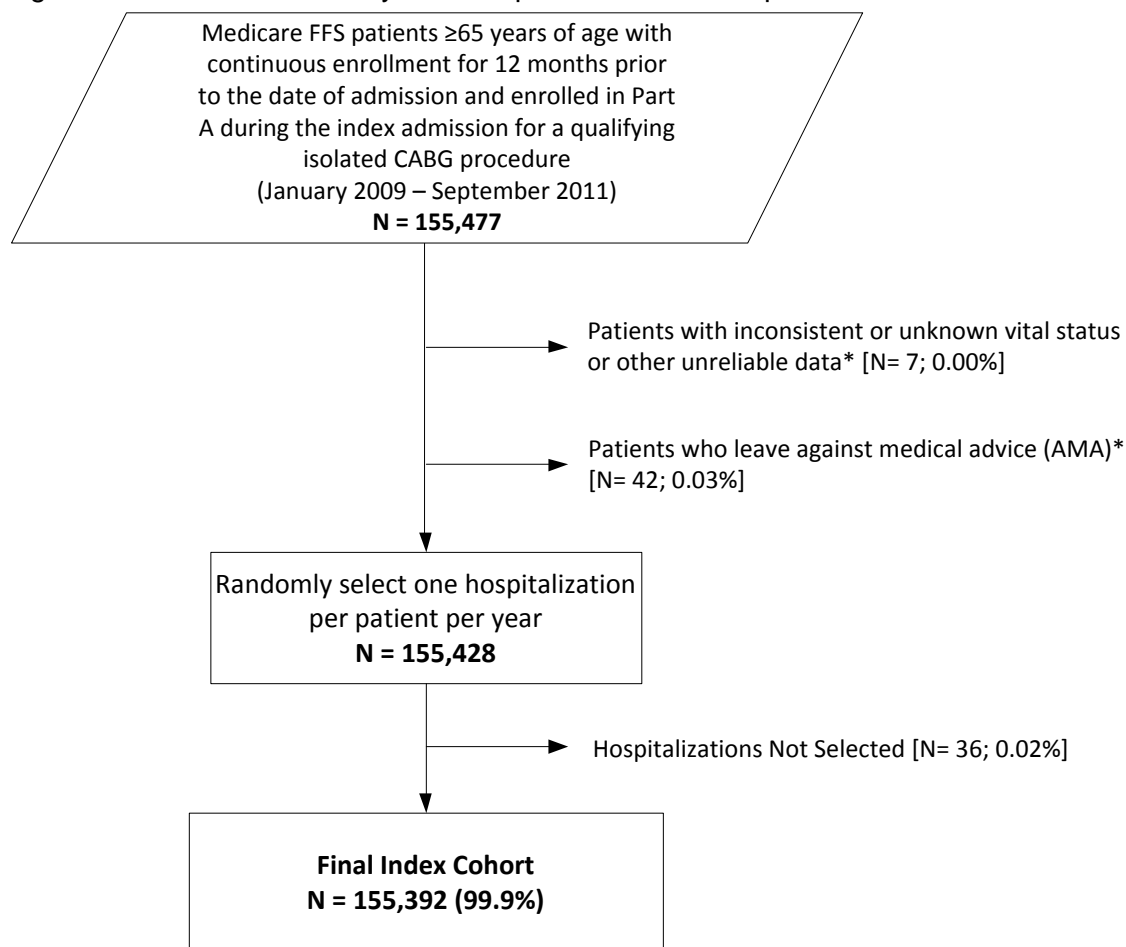 Medicare FFS patients ≥65 years of age with
continuous enrollment for 12 months prior
to the date of admission and enrolled in Part
A during the index admission for a qualifying
isolated CABG procedure
(January 2009 – September 2011)
N = 155,477
Patients with inconsistent or unknown vital status
or other unreliable data* [N= 7; 0.00%]
Patients who leave against medical advice (AMA)*
[N= 42; 0.03%]
Randomly select one hospitalization
per patient per year
N = 155,428
Hospitalizations Not Selected [N= 36; 0.02%]
Final Index Cohort
N = 155,392 (99.9%)